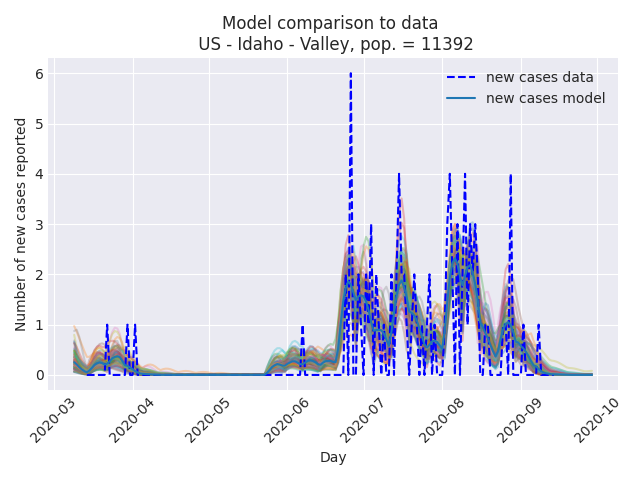 Model comparison to data
US - Idaho - Valley, pop. = 11392
new cases data
new cases model
Number of new cases reported
6
5
4
3
2
1
0
2020-03
2020-04
2020-05
2020-06
2020-07
2020-08
2020-09
2020-10
Day